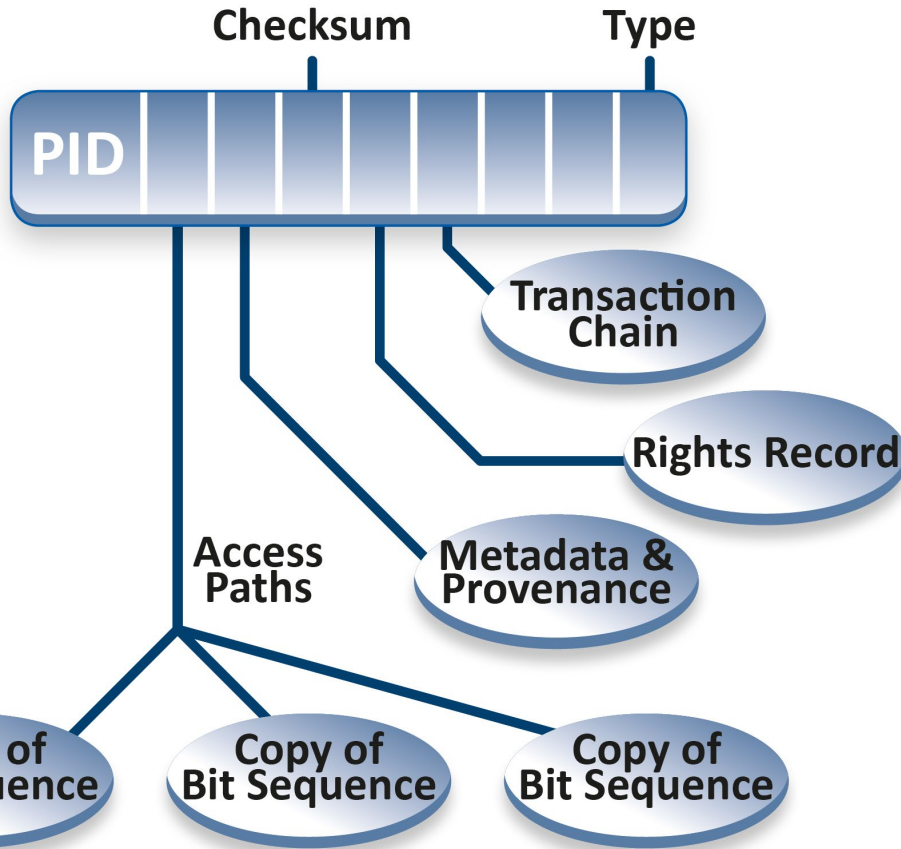 Checksum
Type
PID
Transaction
Chain
Rights Record
Metadata &
Provenance
Access
Paths
of
Copy of
Bit Sequence
Copy of
Bit Sequence